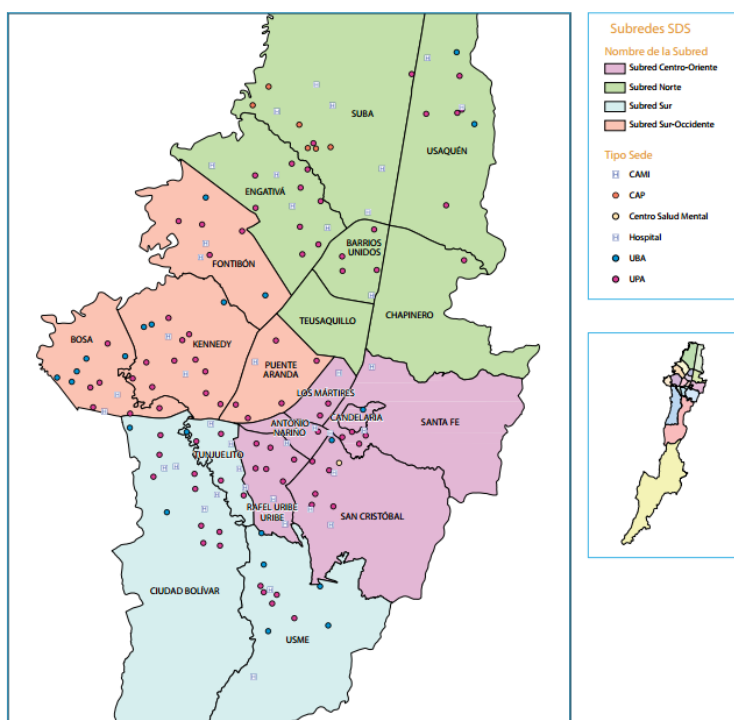 SUBA
USAQUÉN
ENGATIVÁ
BARRIOS
UNIDOS
FONTIBÓN
TEUSAQUILLO
CHAPINERO
BOSA
KENNEDY
PUENTE
ARANDA
LOS MÁRTIRES
CANDELARIA
SANTA FE
ANTONIO
NARIÑO
TUNJUELITO
RAFEL URIBE
URIBE
SAN CRISTÓBAL
CIUDAD BOLÍVAR
USME
Subredes SDS
Nombre de la Subred
Subred Centro-Oriente
Subred Norte
Subred Sur
Subred Sur-Occidente
Tipo Sede
H CAMI
CAP
Centro Salud Mental
H Hospital
UBA
UPA